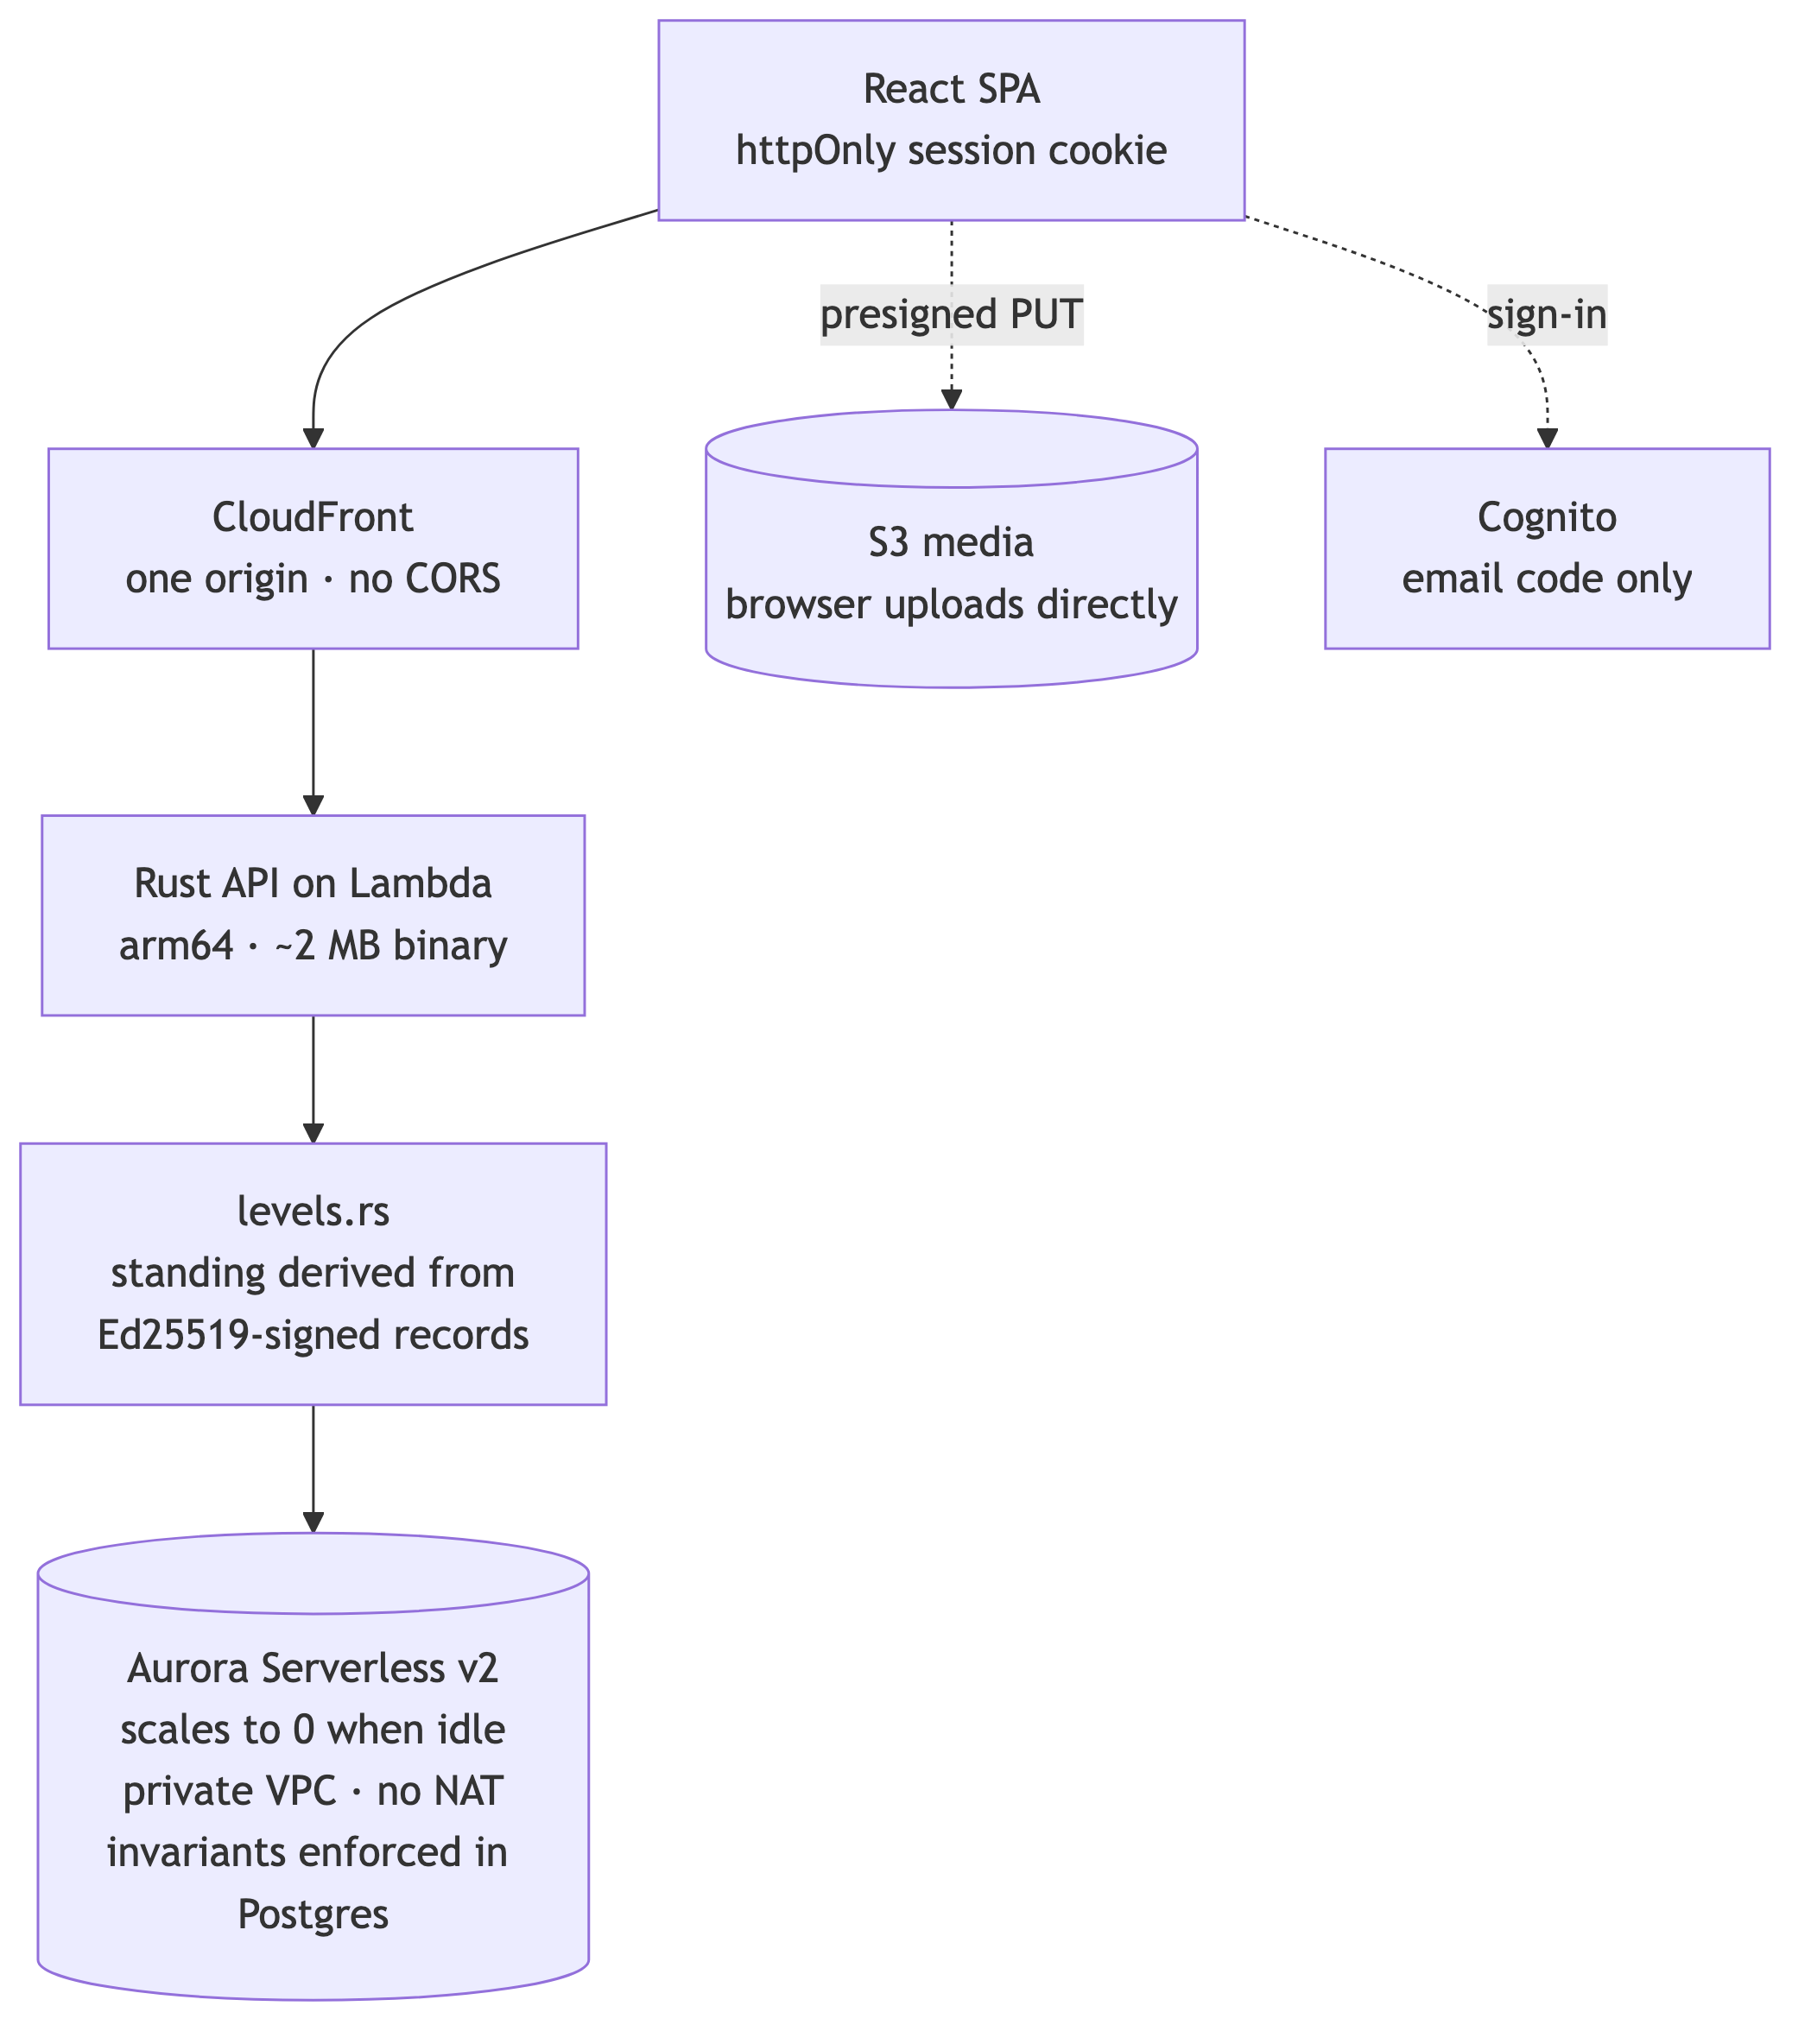 React SPA
httpOnly session cookie
presigned PUT
sign-in
CloudFront
one origin · no CORS
S3 media
browser uploads directly
Cognito
email code only
Rust API on Lambda
arm64 · ~2 MB binary
levels.rs
standing derived from
Ed25519-signed records
Aurora Serverless v2
scales to 0 when idle
private VPC · no NAT
invariants enforced in
Postgres